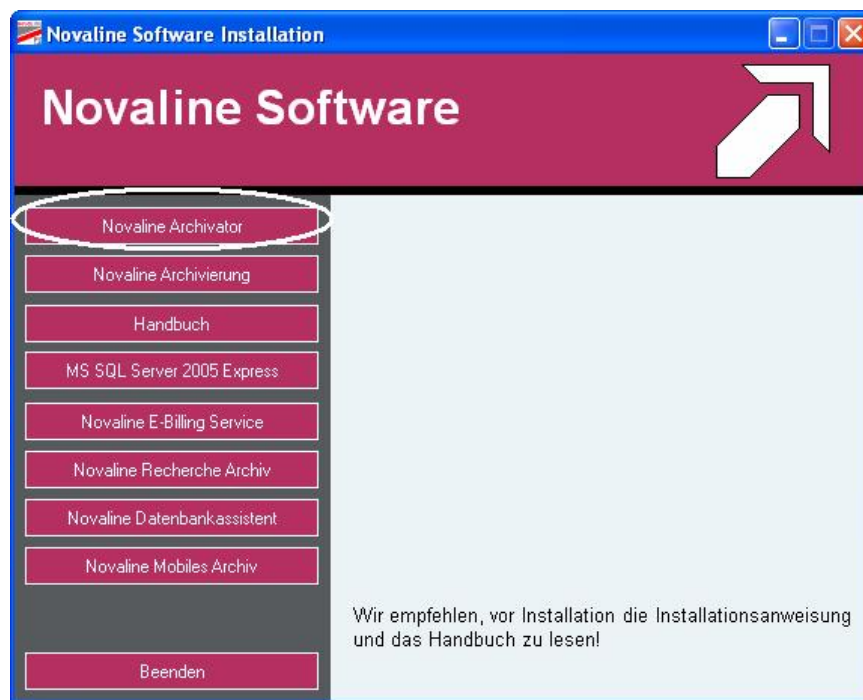 Novaline Software Installation
Novaline Software
Novaline Archivator
Novaline Archivierung
Handbuch
MS SQL Server 2005 Express
Novaline E-Billing Service
Novaline Recherche Archiv
Novaline Datenbankassistent
Novaline Mobiles Archiv
Wir empfehlen, vor Installation die Installationsanweisung
und das Handbuch zu lesen!
Beenden